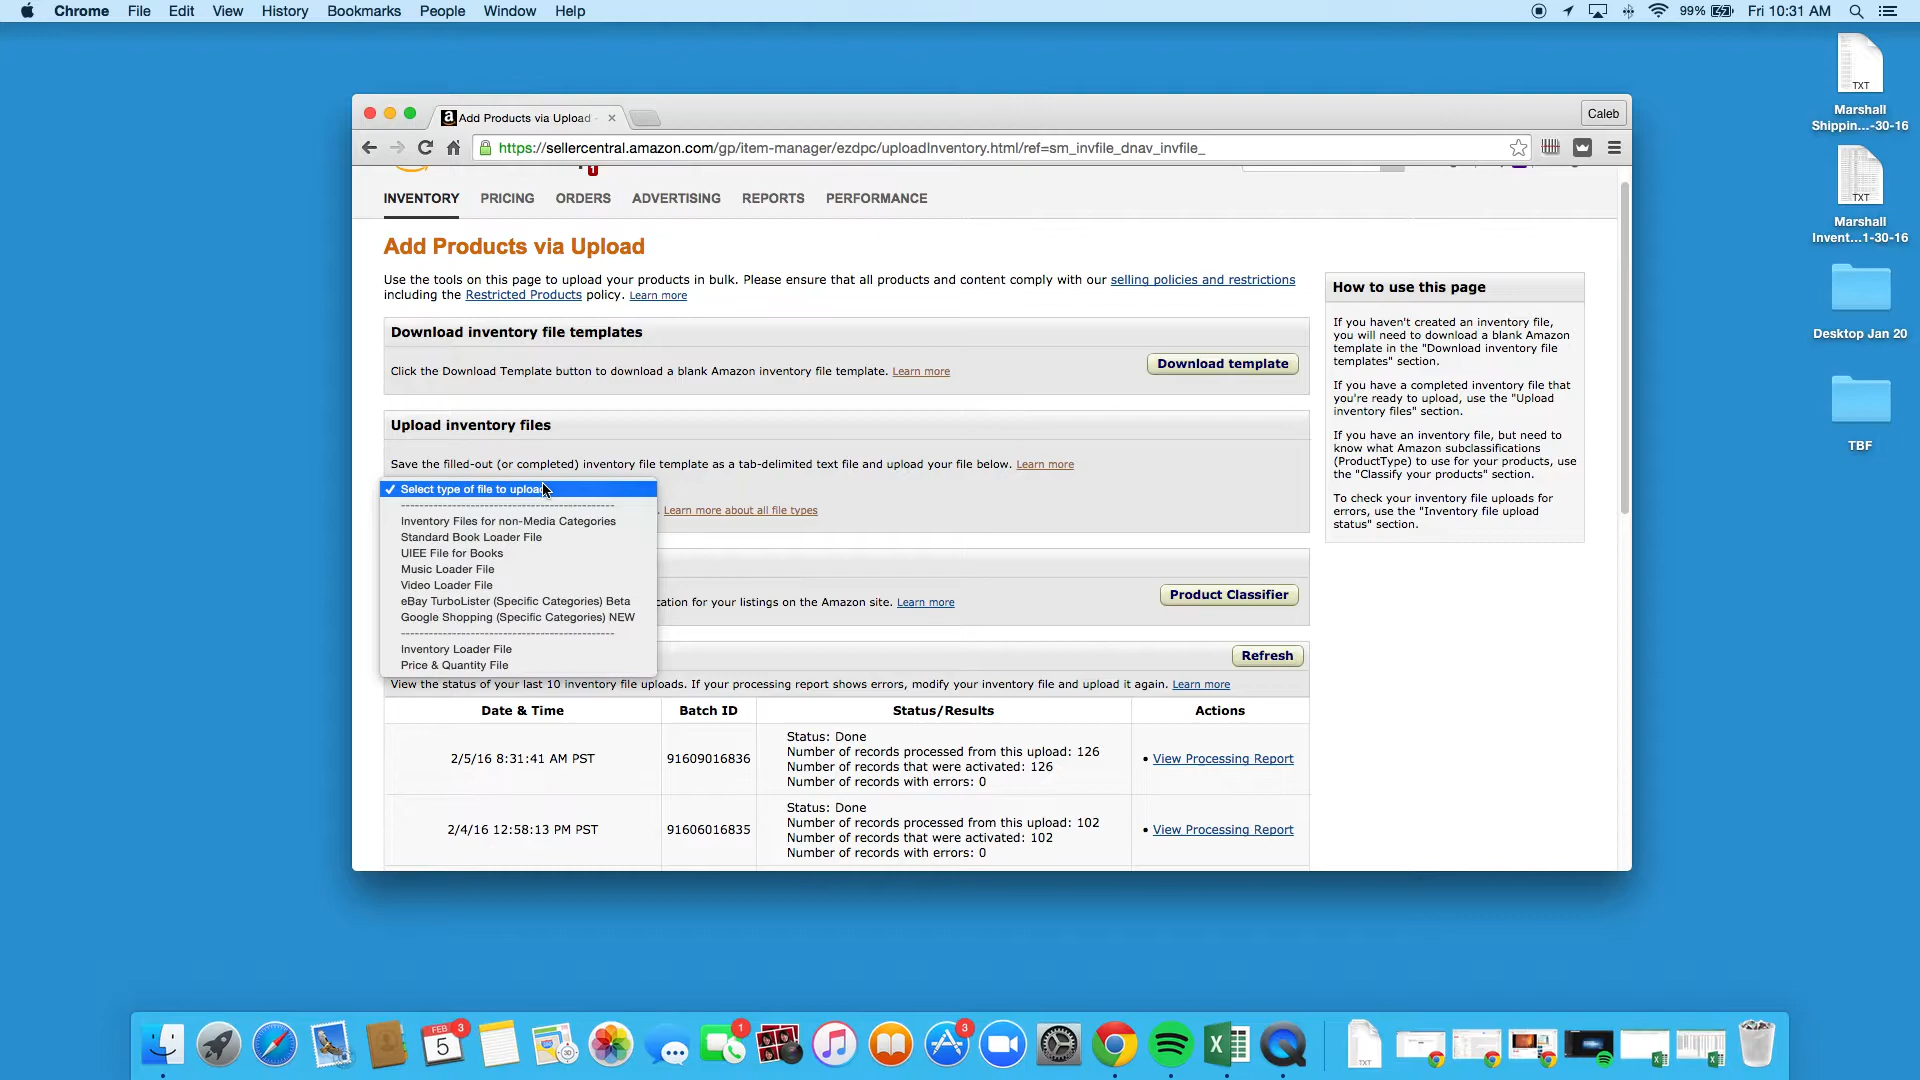 Chrome File Edit View History Bookmarks People Window Help 99% Fri 10:31 AM
TXT
Marshall
Shippin...-30-16
TXT
Marshall
Invent...1-30-16
Desktop Jan 20
TBF
Add Products via Upload
Caleb
https://sellercentral.amazon.com/gp/item-manager/ezdpc/uploadInventory.html/ref=sm_invfile_dnav_invfile_
1
INVENTORY PRICING ORDERS ADVERTISING REPORTS PERFORMANCE
Add Products via Upload
Use the tools on this page to upload your products in bulk. Please ensure that all products and content comply with our selling policies and restrictions
including the Restricted Products policy. Learn more
Download inventory file templates
Click the Download Template button to download a blank Amazon inventory file template. Learn more
Download template
Upload inventory files
Save the filled-out (or completed) inventory file template as a tab-delimited text file and upload your file below. Learn more
Select type of file to upload
Learn more about all file types
Inventory Files for non-Media Categories
Standard Book Loader File
UIEE File for Books
Music Loader File
Video Loader File
eBay TurboLister (Specific Categories) Beta
Google Shopping (Specific Categories) NEW
Inventory Loader File
Price & Quantity File
cation for your listings on the Amazon site. Learn more
Product Classifier
Refresh
View the status of your last 10 inventory file uploads. If your processing report shows errors, modify your inventory file and upload it again. Learn more
Date & Time Batch ID Status/Results Actions
2/5/16 8:31:41 AM PST 91609016836
Status: Done
Number of records processed from this upload: 126
Number of records that were activated: 126
Number of records with errors: 0
• View Processing Report
2/4/16 12:58:13 PM PST 91606016835
Status: Done
Number of records processed from this upload: 102
Number of records that were activated: 102
Number of records with errors: 0
• View Processing Report
How to use this page
If you haven't created an inventory file,
you will need to download a blank Amazon
template in the "Download inventory file
templates" section.
If you have a completed inventory file that
you're ready to upload, use the "Upload
inventory files" section.
If you have an inventory file, but need to
know what Amazon subclassifications
(ProductType) to use for your products, use
the "Classify your products" section.
To check your inventory file uploads for
errors, use the "Inventory file upload
status" section.
FEB 3
5
3D
1
3
TXT